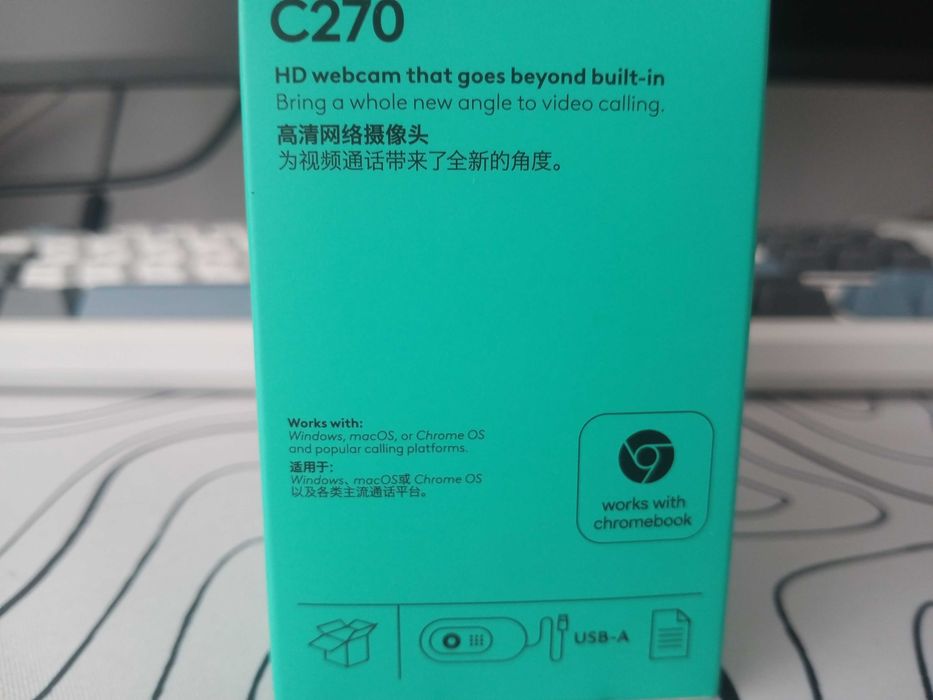 C270
HD webcam that goes beyond built-in
Bring a whole new angle to video calling.
高清网络摄像头
为视频通话带来了全新的角度。
Works with:
Windows, macOS, or Chrome OS
and popular calling platforms.
适用于：
Windows、macOS或 Chrome OS
以及各类主流通话平台。
works with
chromebook
USB-A